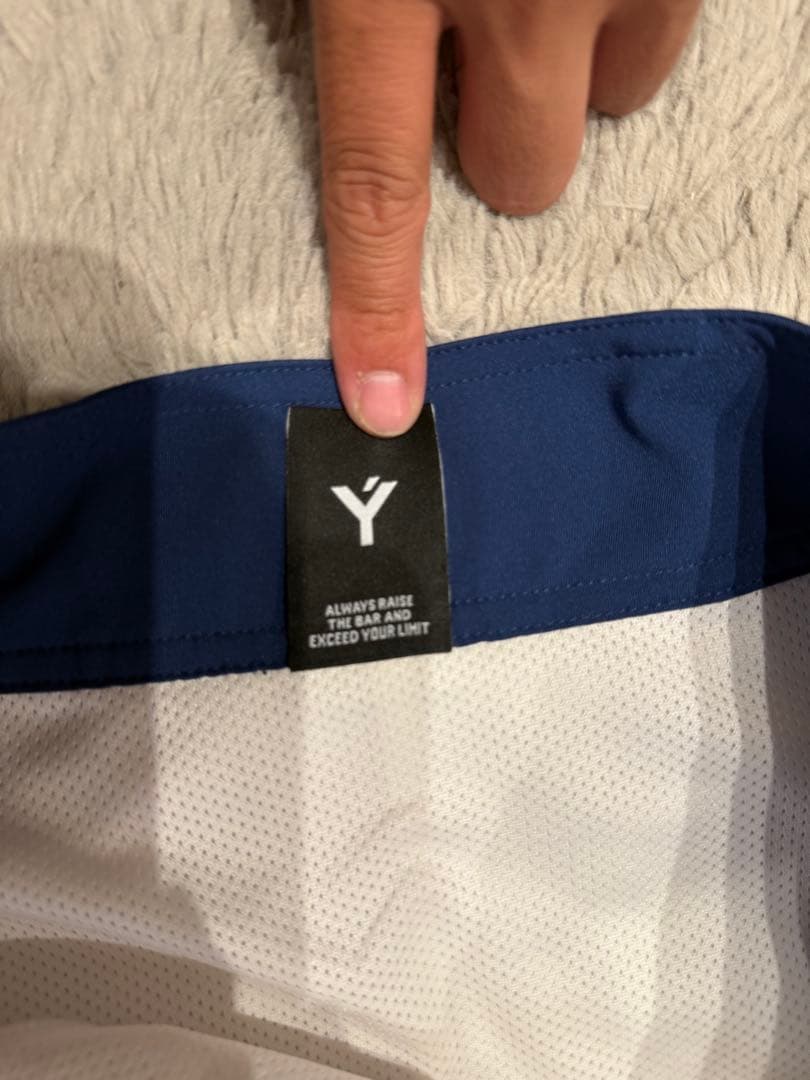 Ý
ALWAYS RAISE
THE BAR AND
EXCEED YOUR LIMIT